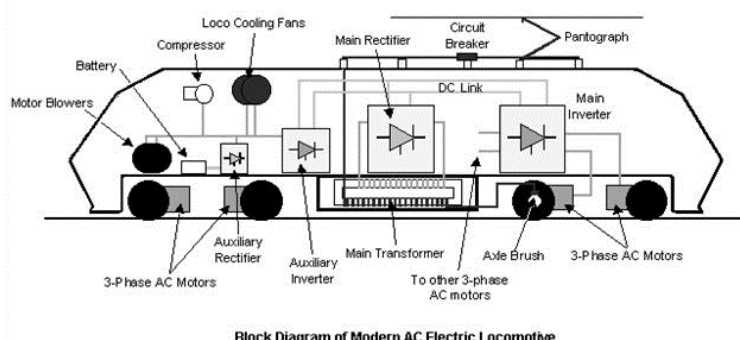 Loco Cooling Fans
Compressor
Main Rectifier
Circuit
Breaker
Pantograph
Battery
Motor Blowers
DC Link
Main
Inverter
Auxiliary
Rectifier
3-Phase AC Motors
Auxiliary
Inverter
Main Transformer
To other 3-phase
AC motors
Axle Brush
3-Phase AC Motors
Block Diagram of Modern AC Electric Locomotive